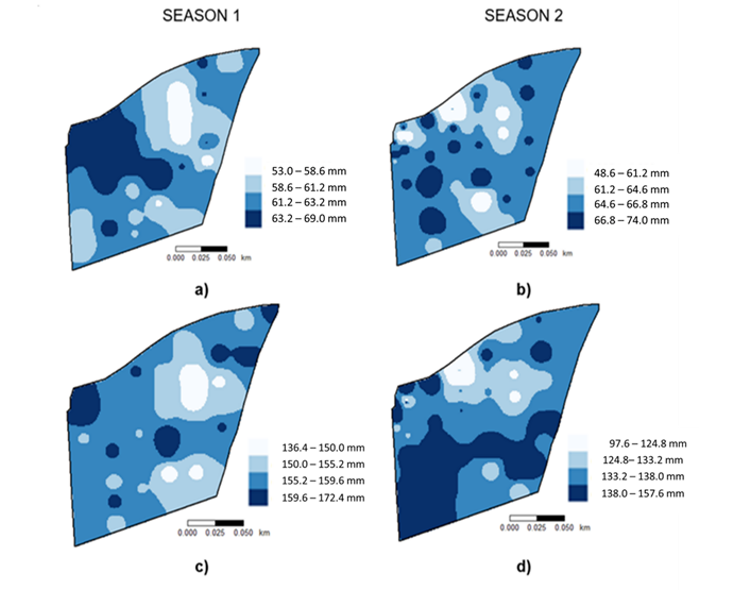 SEASON 1
SEASON 2
53.0 – 58.6 mm
58.6 – 61.2 mm
61.2 – 63.2 mm
63.2 – 69.0 mm
0.000 0.025 0.050 km
a)
48.6 – 61.2 mm
61.2 – 64.6 mm
64.6 – 66.8 mm
66.8 – 74.0 mm
0.000 0.025 0.050 km
b)
136.4 – 150.0 mm
150.0 – 155.2 mm
155.2 – 159.6 mm
159.6 – 172.4 mm
0.000 0.025 0.050 km
c)
97.6 – 124.8 mm
124.8 – 133.2 mm
133.2 – 138.0 mm
138.0 – 157.6 mm
0.000 0.025 0.050 km
d)